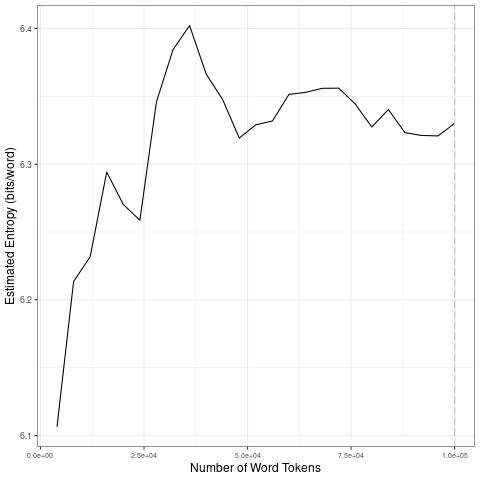 Estimated Entropy (bits/word)
6.4
6.3
6.2
6.1
0.0e+00 2.5e+04 5.0e+04 7.5e+04 1.0e+05
Number of Word Tokens